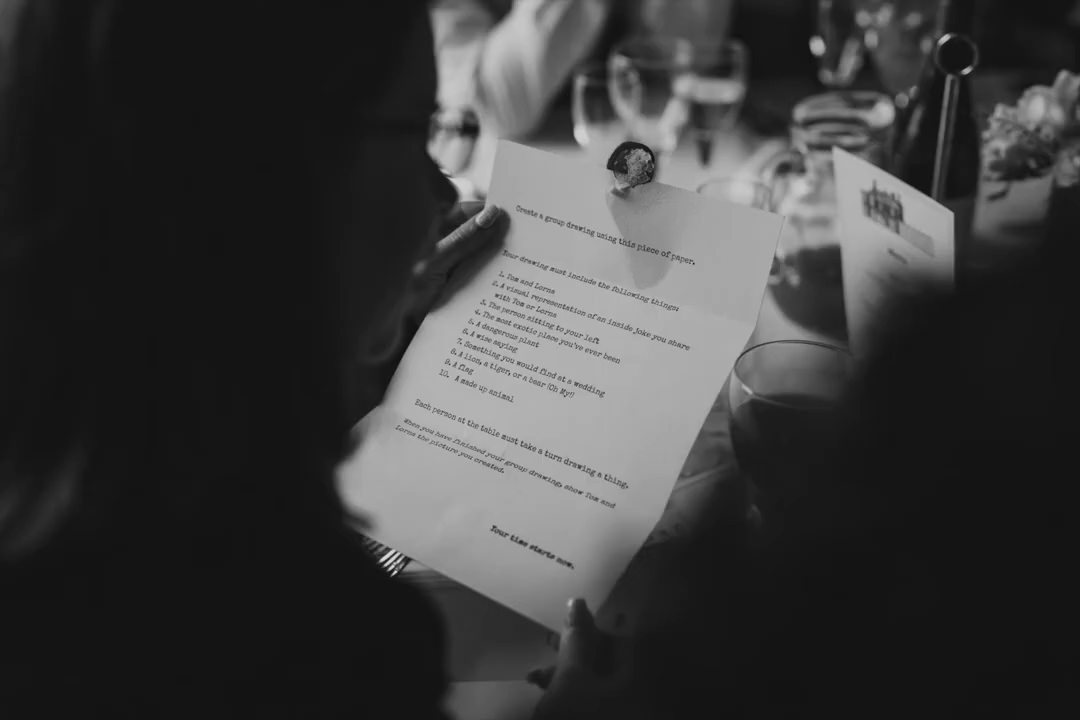 Create a group drawing using this piece of paper.
Your drawing must include the following things:
1. Tom and Lorna
2. A visual representation of an inside joke you share
with Tom or Lorna
3. The person sitting to your left
4. The most exotic place you've ever been
5. A dangerous plant
6. A wise saying
7. Something you would find at a wedding
8. A lion, a tiger, or a bear (Oh My!)
9. A flag
10. A made up animal
Each person at the table must take a turn drawing a thing.
When you have finished your group drawing, show Tom and
Lorna the picture you created.
Your time starts now.